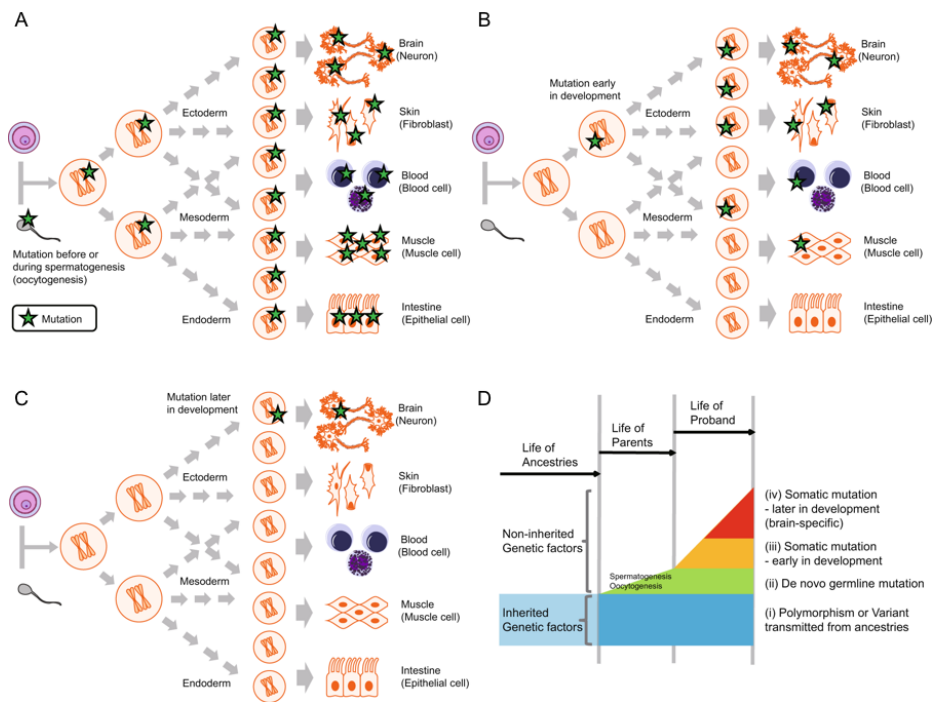 A
Brain
(Neuron)
Ectoderm
Skin
(Fibroblast)
Blood
(Blood cell)
Mesoderm
Mutation before or
during spermatogenesis
(oocytogenesis)
Muscle
(Muscle cell)
Mutation
Endoderm
Intestine
(Epithelial cell)
B
Brain
(Neuron)
Mutation early
in development
Ectoderm
Skin
(Fibroblast)
Blood
(Blood cell)
Mesoderm
Muscle
(Muscle cell)
Endoderm
Intestine
(Epithelial cell)
C
Mutation later
in development
Brain
(Neuron)
Ectoderm
Skin
(Fibroblast)
Blood
(Blood cell)
Mesoderm
Muscle
(Muscle cell)
Endoderm
Intestine
(Epithelial cell)
D
Life of
Proband
Life of
Parents
Life of
Ancestries
(iv) Somatic mutation
- later in development
(brain-specific)
Non-inherited
Genetic factors
(iii) Somatic mutation
- early in development
Spermatogenesis
Oocytogenesis
(ii) De novo germline mutation
Inherited
Genetic factors
(i) Polymorphism or Variant
transmitted from ancestries